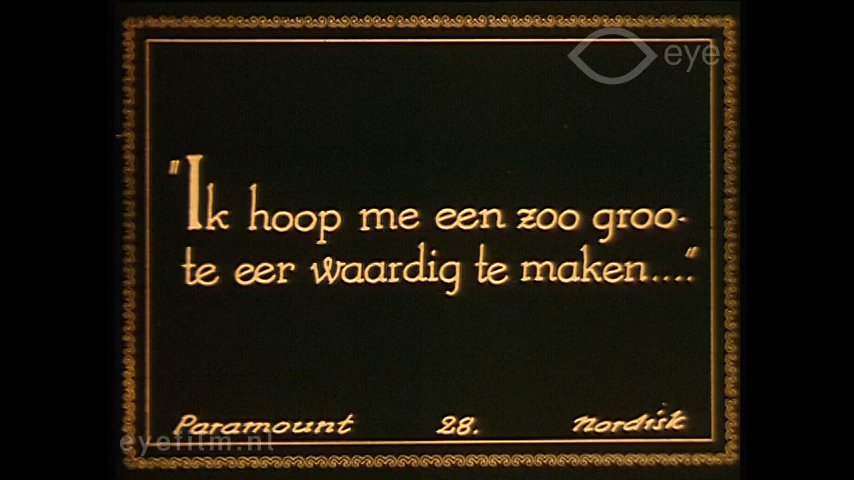 eye
"Ik hoop me een zoo groo-
te eer waardig te maken...."
Paramount 28. Nordisk
eyefilm.nl